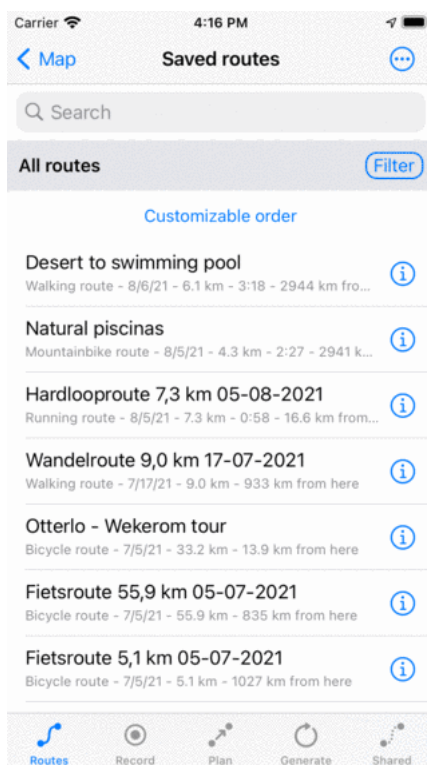 Carrier 4:16 PM
Map Saved routes
Search
All routes Filter
Customizable order
Desert to swimming pool
Walking route - 8/6/21 - 6.1 km - 3:18 - 2944 km fro...
Natural piscinas
Mountainbike route - 8/5/21 - 4.3 km - 2:27 - 2941 k...
Hardlooproute 7,3 km 05-08-2021
Running route - 8/5/21 - 7.3 km - 0:58 - 16.6 km from...
Wandelroute 9,0 km 17-07-2021
Walking route - 7/17/21 - 9.0 km - 933 km from here
Otterlo - Wekerom tour
Bicycle route - 7/5/21 - 33.2 km - 13.9 km from here
Fietsroute 55,9 km 05-07-2021
Bicycle route - 7/5/21 - 55.9 km - 835 km from here
Fietsroute 5,1 km 05-07-2021
Bicycle route - 7/5/21 - 5.1 km - 1027 km from here
Routes Record Plan Generate Shared